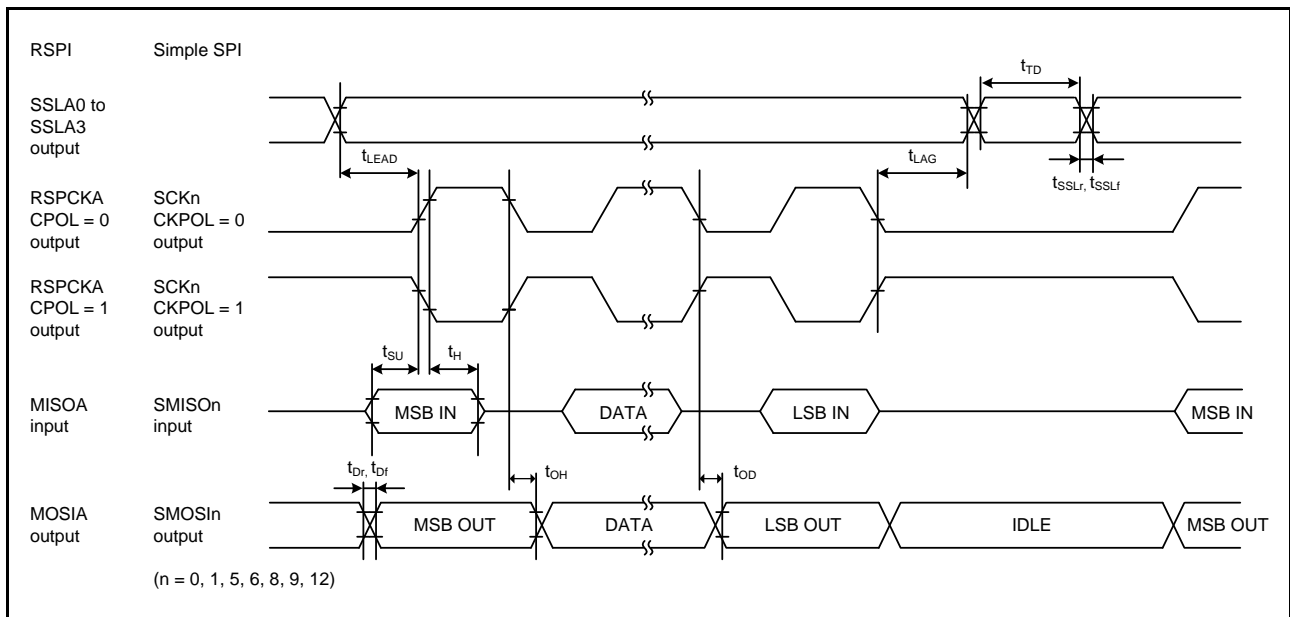 RSPI Simple SPI
tTD
SSLA0 to
SSLA3
output
tLEAD tLAG
tSSLr, tSSLf
RSPCKA SCKn
CPOL = 0 CKPOL = 0
output output
RSPCKA SCKn
CPOL = 1 CKPOL = 1
output output
tSU tH
MISOA SMISOn
input input
MSB IN DATA LSB IN MSB IN
tDr, tDf tOH tOD
MOSIA SMOSIn
output output
MSB OUT DATA LSB OUT IDLE MSB OUT
(n = 0, 1, 5, 6, 8, 9, 12)